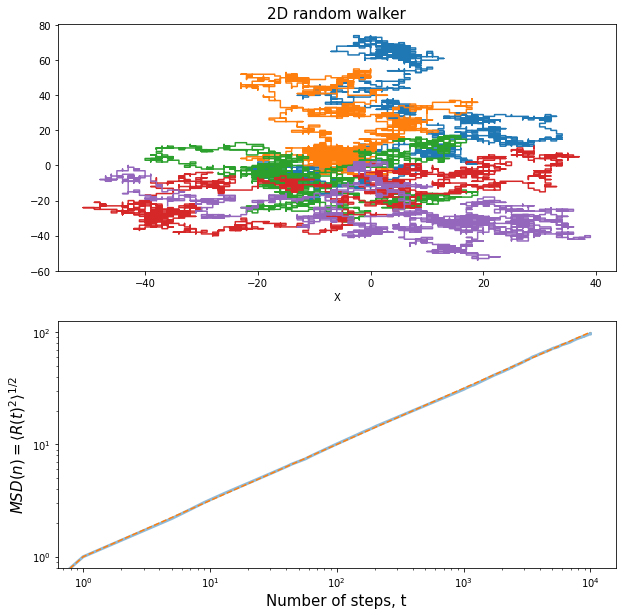 2D random walker
80
60
40
20
0
−20
−40
−60
−40 −20 0 20 40
X
10²
10¹
10⁰
MSD(n) = ⟨R(t)²⟩^{1/2}
10⁰ 10¹ 10² 10³ 10⁴
Number of steps, t